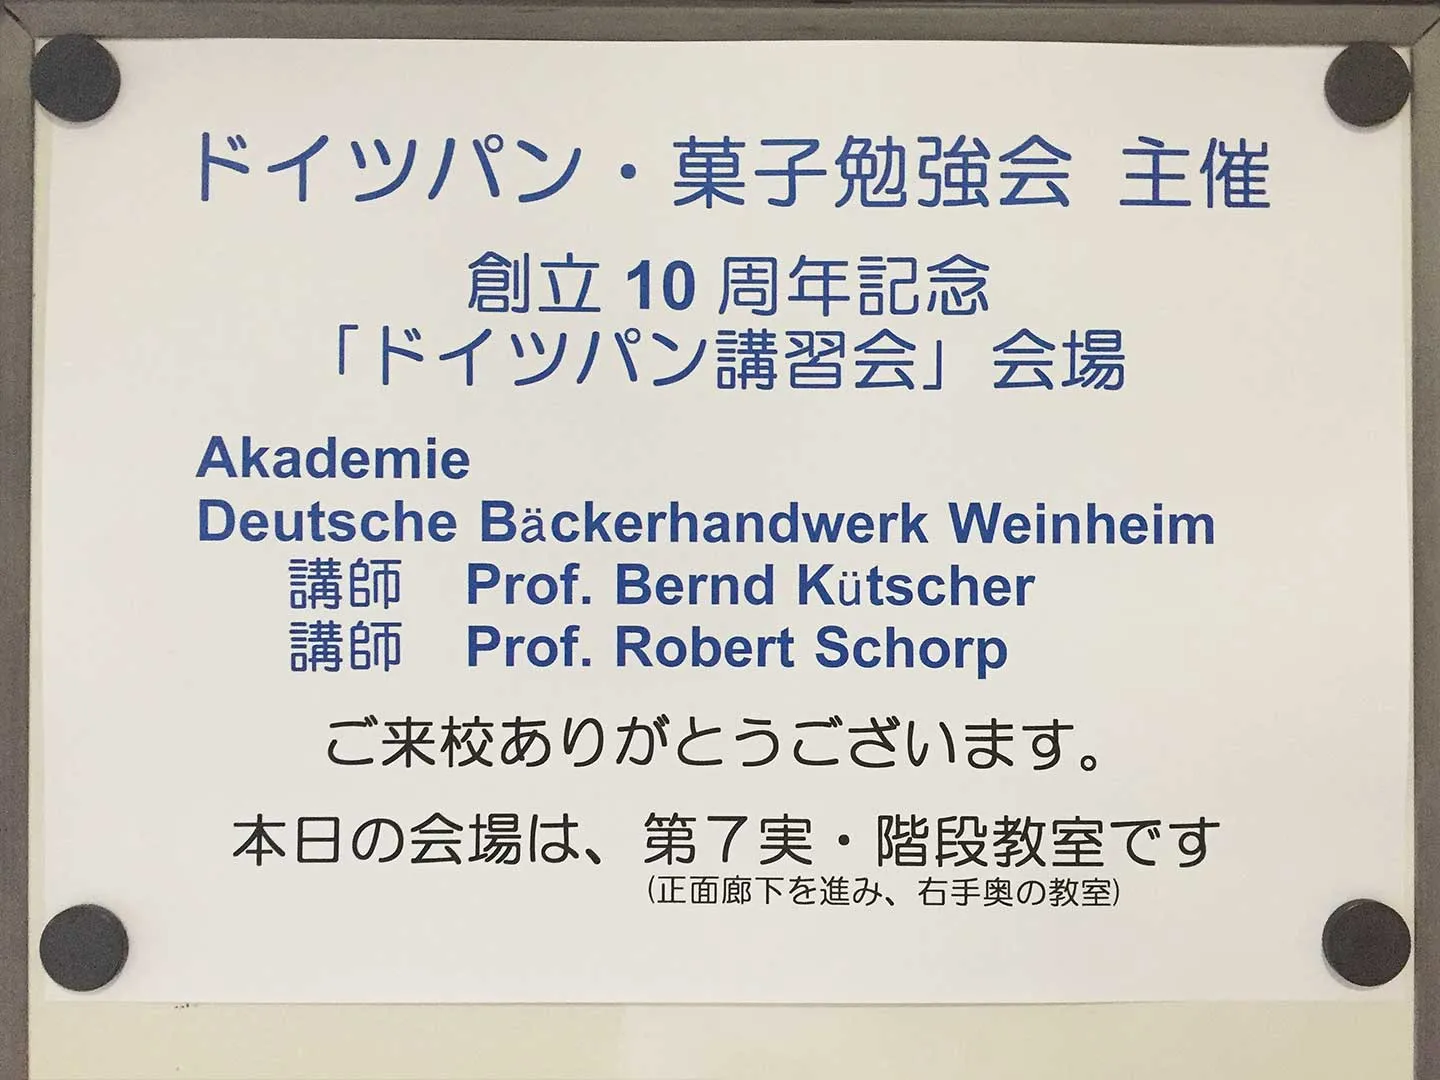 ドイツパン・菓子勉強会 主催
創立 10 周年記念
「ドイツパン講習会」会場
Akademie
Deutsche Bäckerhandwerk Weinheim
講師　Prof. Bernd Kütscher
講師　Prof. Robert Schorp
ご来校ありがとうございます。
本日の会場は、第７実・階段教室です
(正面廊下を進み、右手奥の教室)